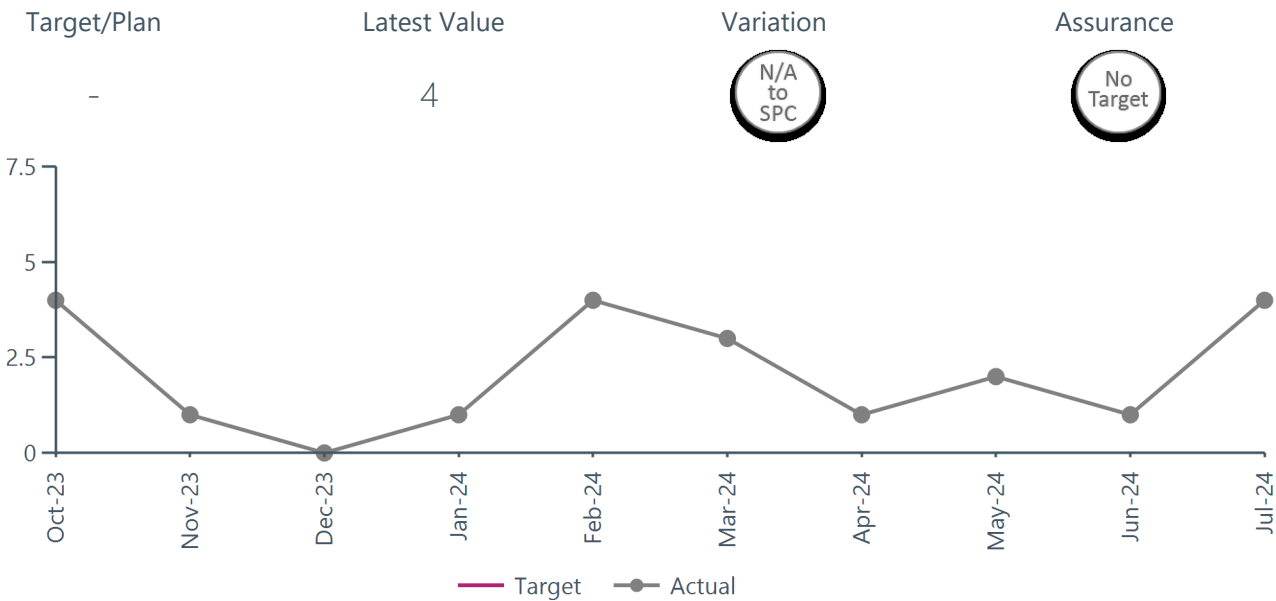 Target/Plan
Latest Value
Variation
Assurance
-
4
N/A
to
SPC
No
Target
7.5
5
2.5
0
Oct-23
Nov-23
Dec-23
Jan-24
Feb-24
Mar-24
Apr-24
May-24
Jun-24
Jul-24
Target
Actual